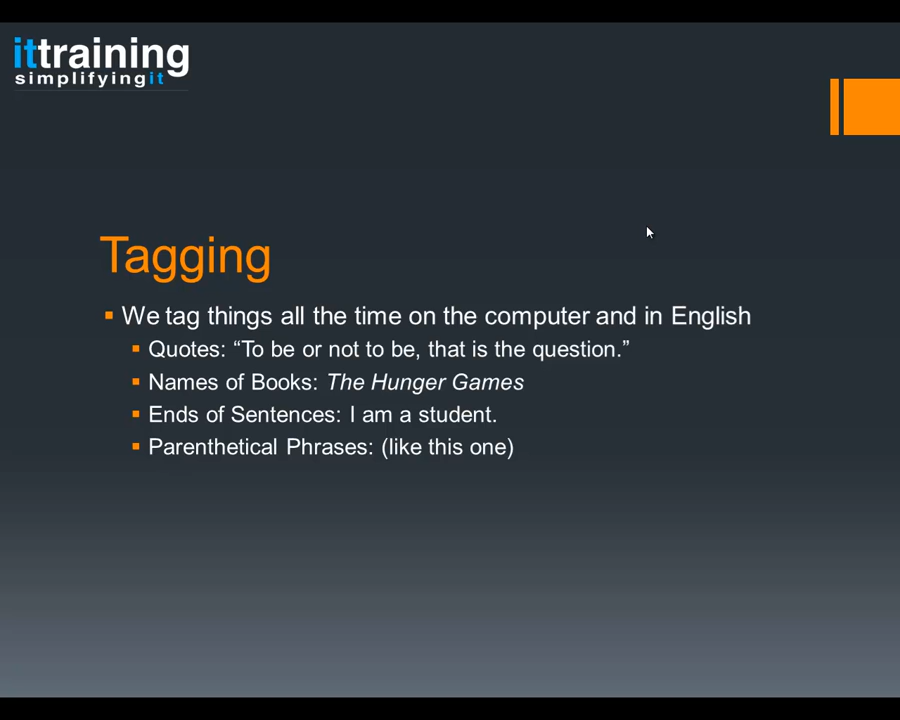 ittraining
simplifyingit
Tagging
We tag things all the time on the computer and in English
Quotes: “To be or not to be, that is the question.”
Names of Books: The Hunger Games
Ends of Sentences: I am a student.
Parenthetical Phrases: (like this one)